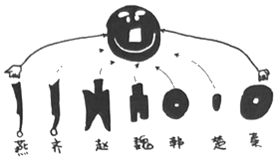 燕 齐 赵 魏 韩 楚 秦